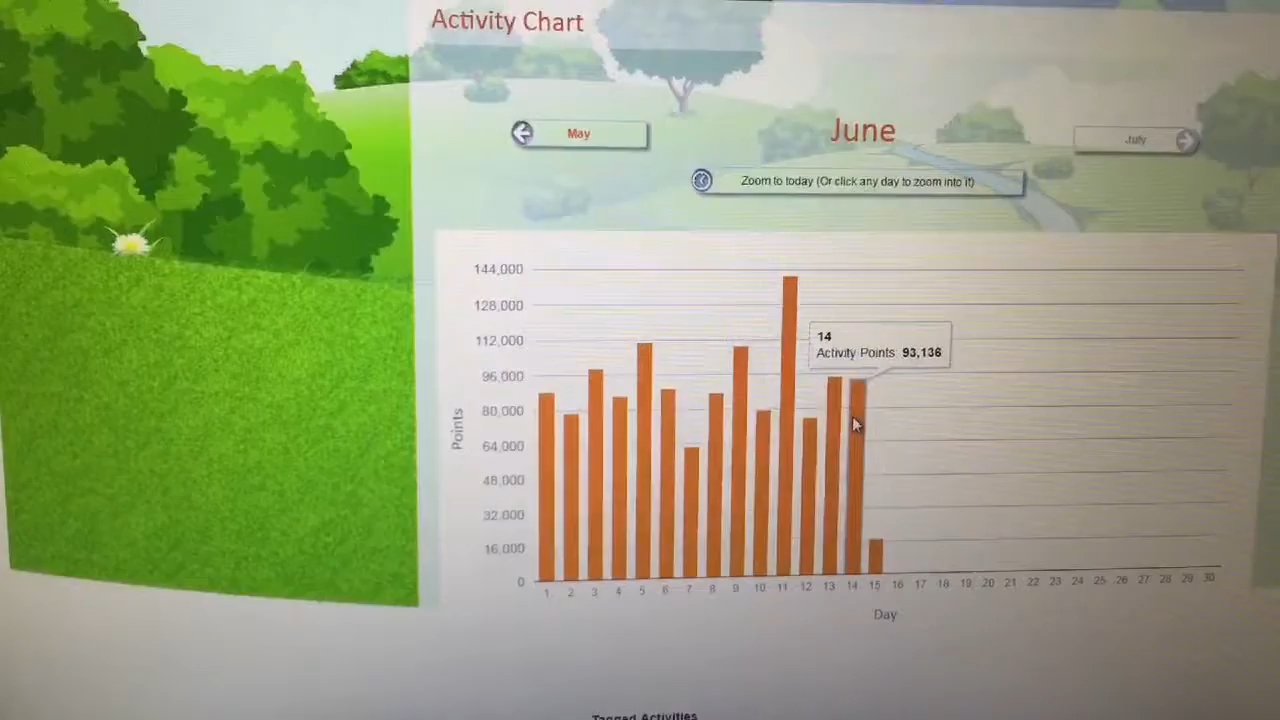 Activity Chart
May
June
July
Zoom to today (Or click any day to zoom into it)
144,000
128,000
112,000
96,000
80,000
64,000
48,000
32,000
16,000
0
Points
14
Activity Points: 93,136
1 2 3 4 5 6 7 8 9 10 11 12 13 14 15 16 17 18 19 20 21 22 23 24 25 26 27 28 29 30
Day
Tagged Activities